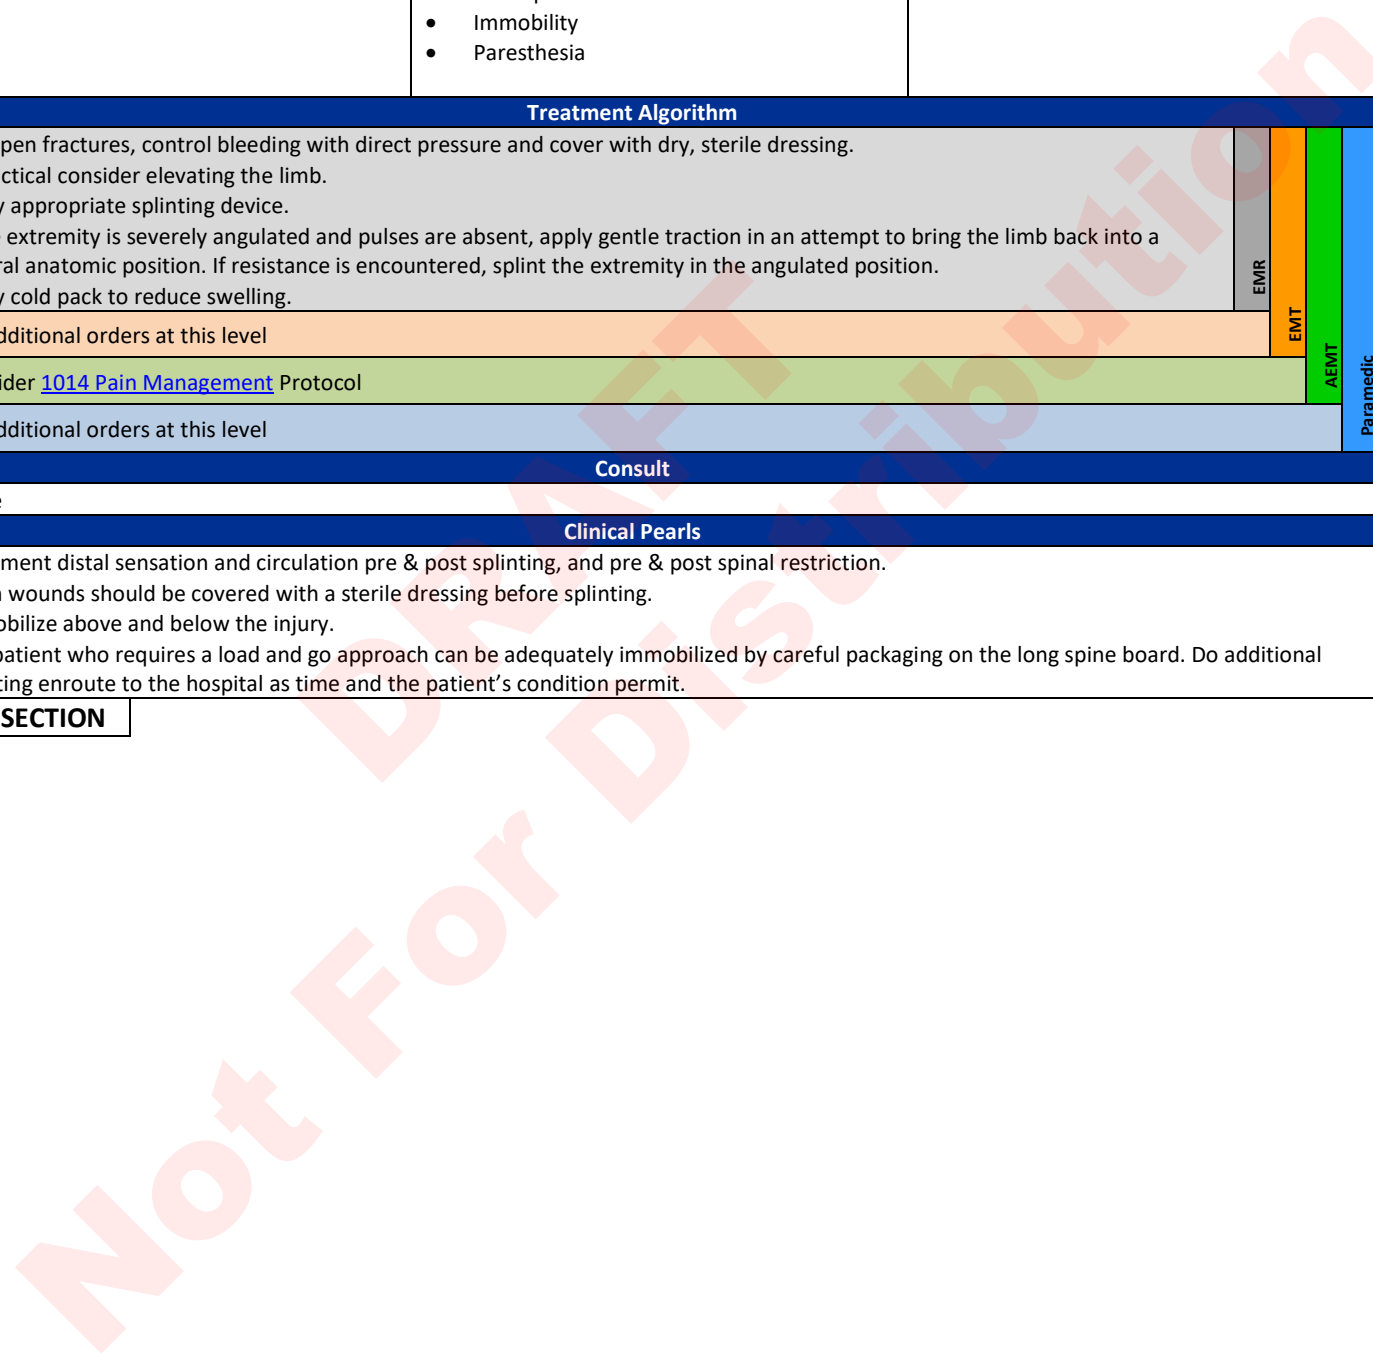 • Immobility
• Paresthesia
Treatment Algorithm
pen fractures, control bleeding with direct pressure and cover with dry, sterile dressing.
ctical consider elevating the limb.
y appropriate splinting device.
extremity is severely angulated and pulses are absent, apply gentle traction in an attempt to bring the limb back into a
ral anatomic position. If resistance is encountered, splint the extremity in the angulated position.
y cold pack to reduce swelling.
EMR
dditional orders at this level
EMT
ider 1014 Pain Management Protocol
AEMT
dditional orders at this level
Paramedic
Consult
e
Clinical Pearls
ment distal sensation and circulation pre & post splinting, and pre & post spinal restriction.
n wounds should be covered with a sterile dressing before splinting.
obilize above and below the injury.
patient who requires a load and go approach can be adequately immobilized by careful packaging on the long spine board. Do additional
ting enroute to the hospital as time and the patient's condition permit.
SECTION
DRAFT
Not For Distribution